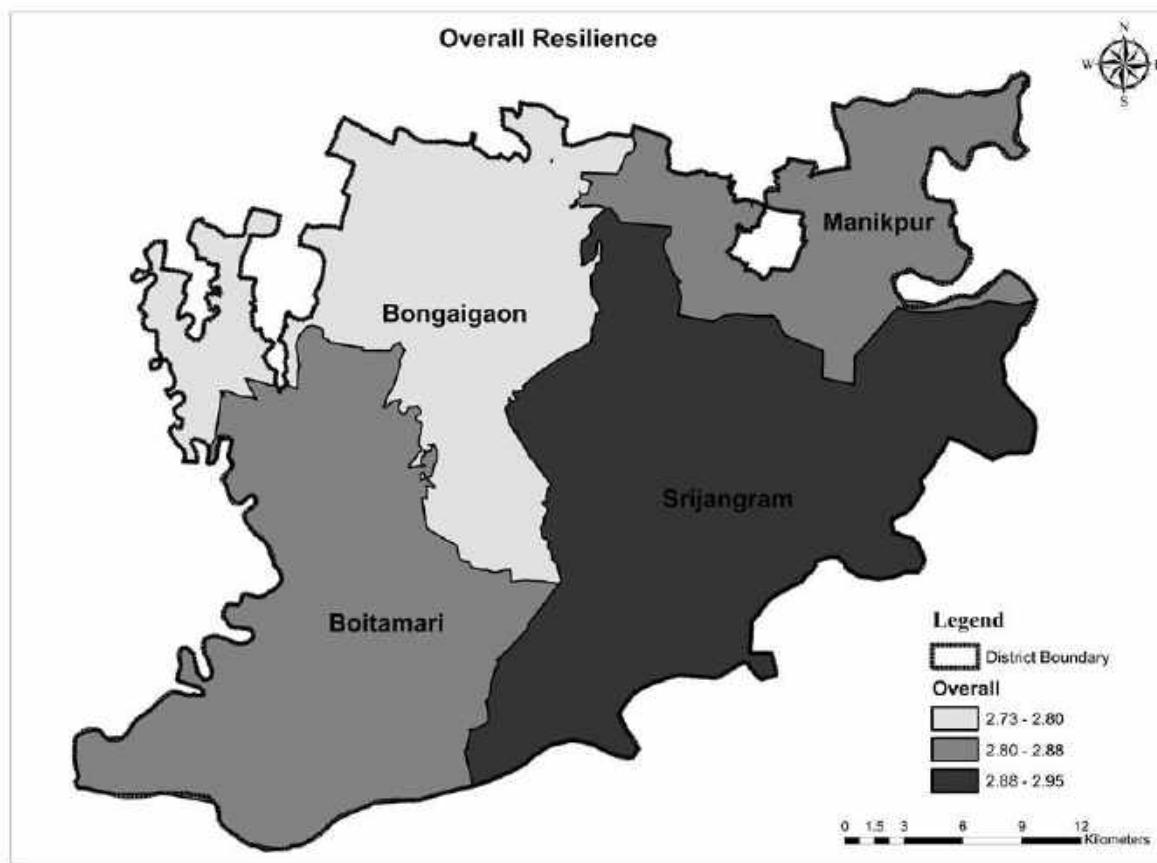 Overall Resilience
N
W
S
Manikpur
Bongaigaon
Srijangram
Boitamari
Legend
District Boundary
Overall
2.73 - 2.80
2.80 - 2.88
2.88 - 2.95
0 1.5 3 6 9 12
Kilometers